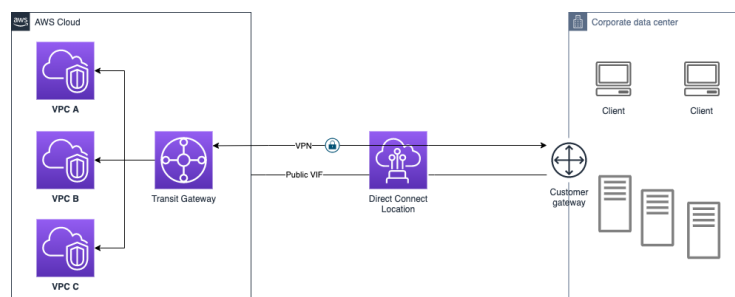 aws
AWS Cloud
Corporate data center
VPC A
Client
Client
VPN
VPC B
Public VIF
Transit Gateway
Direct Connect
Location
Customer
gateway
VPC C